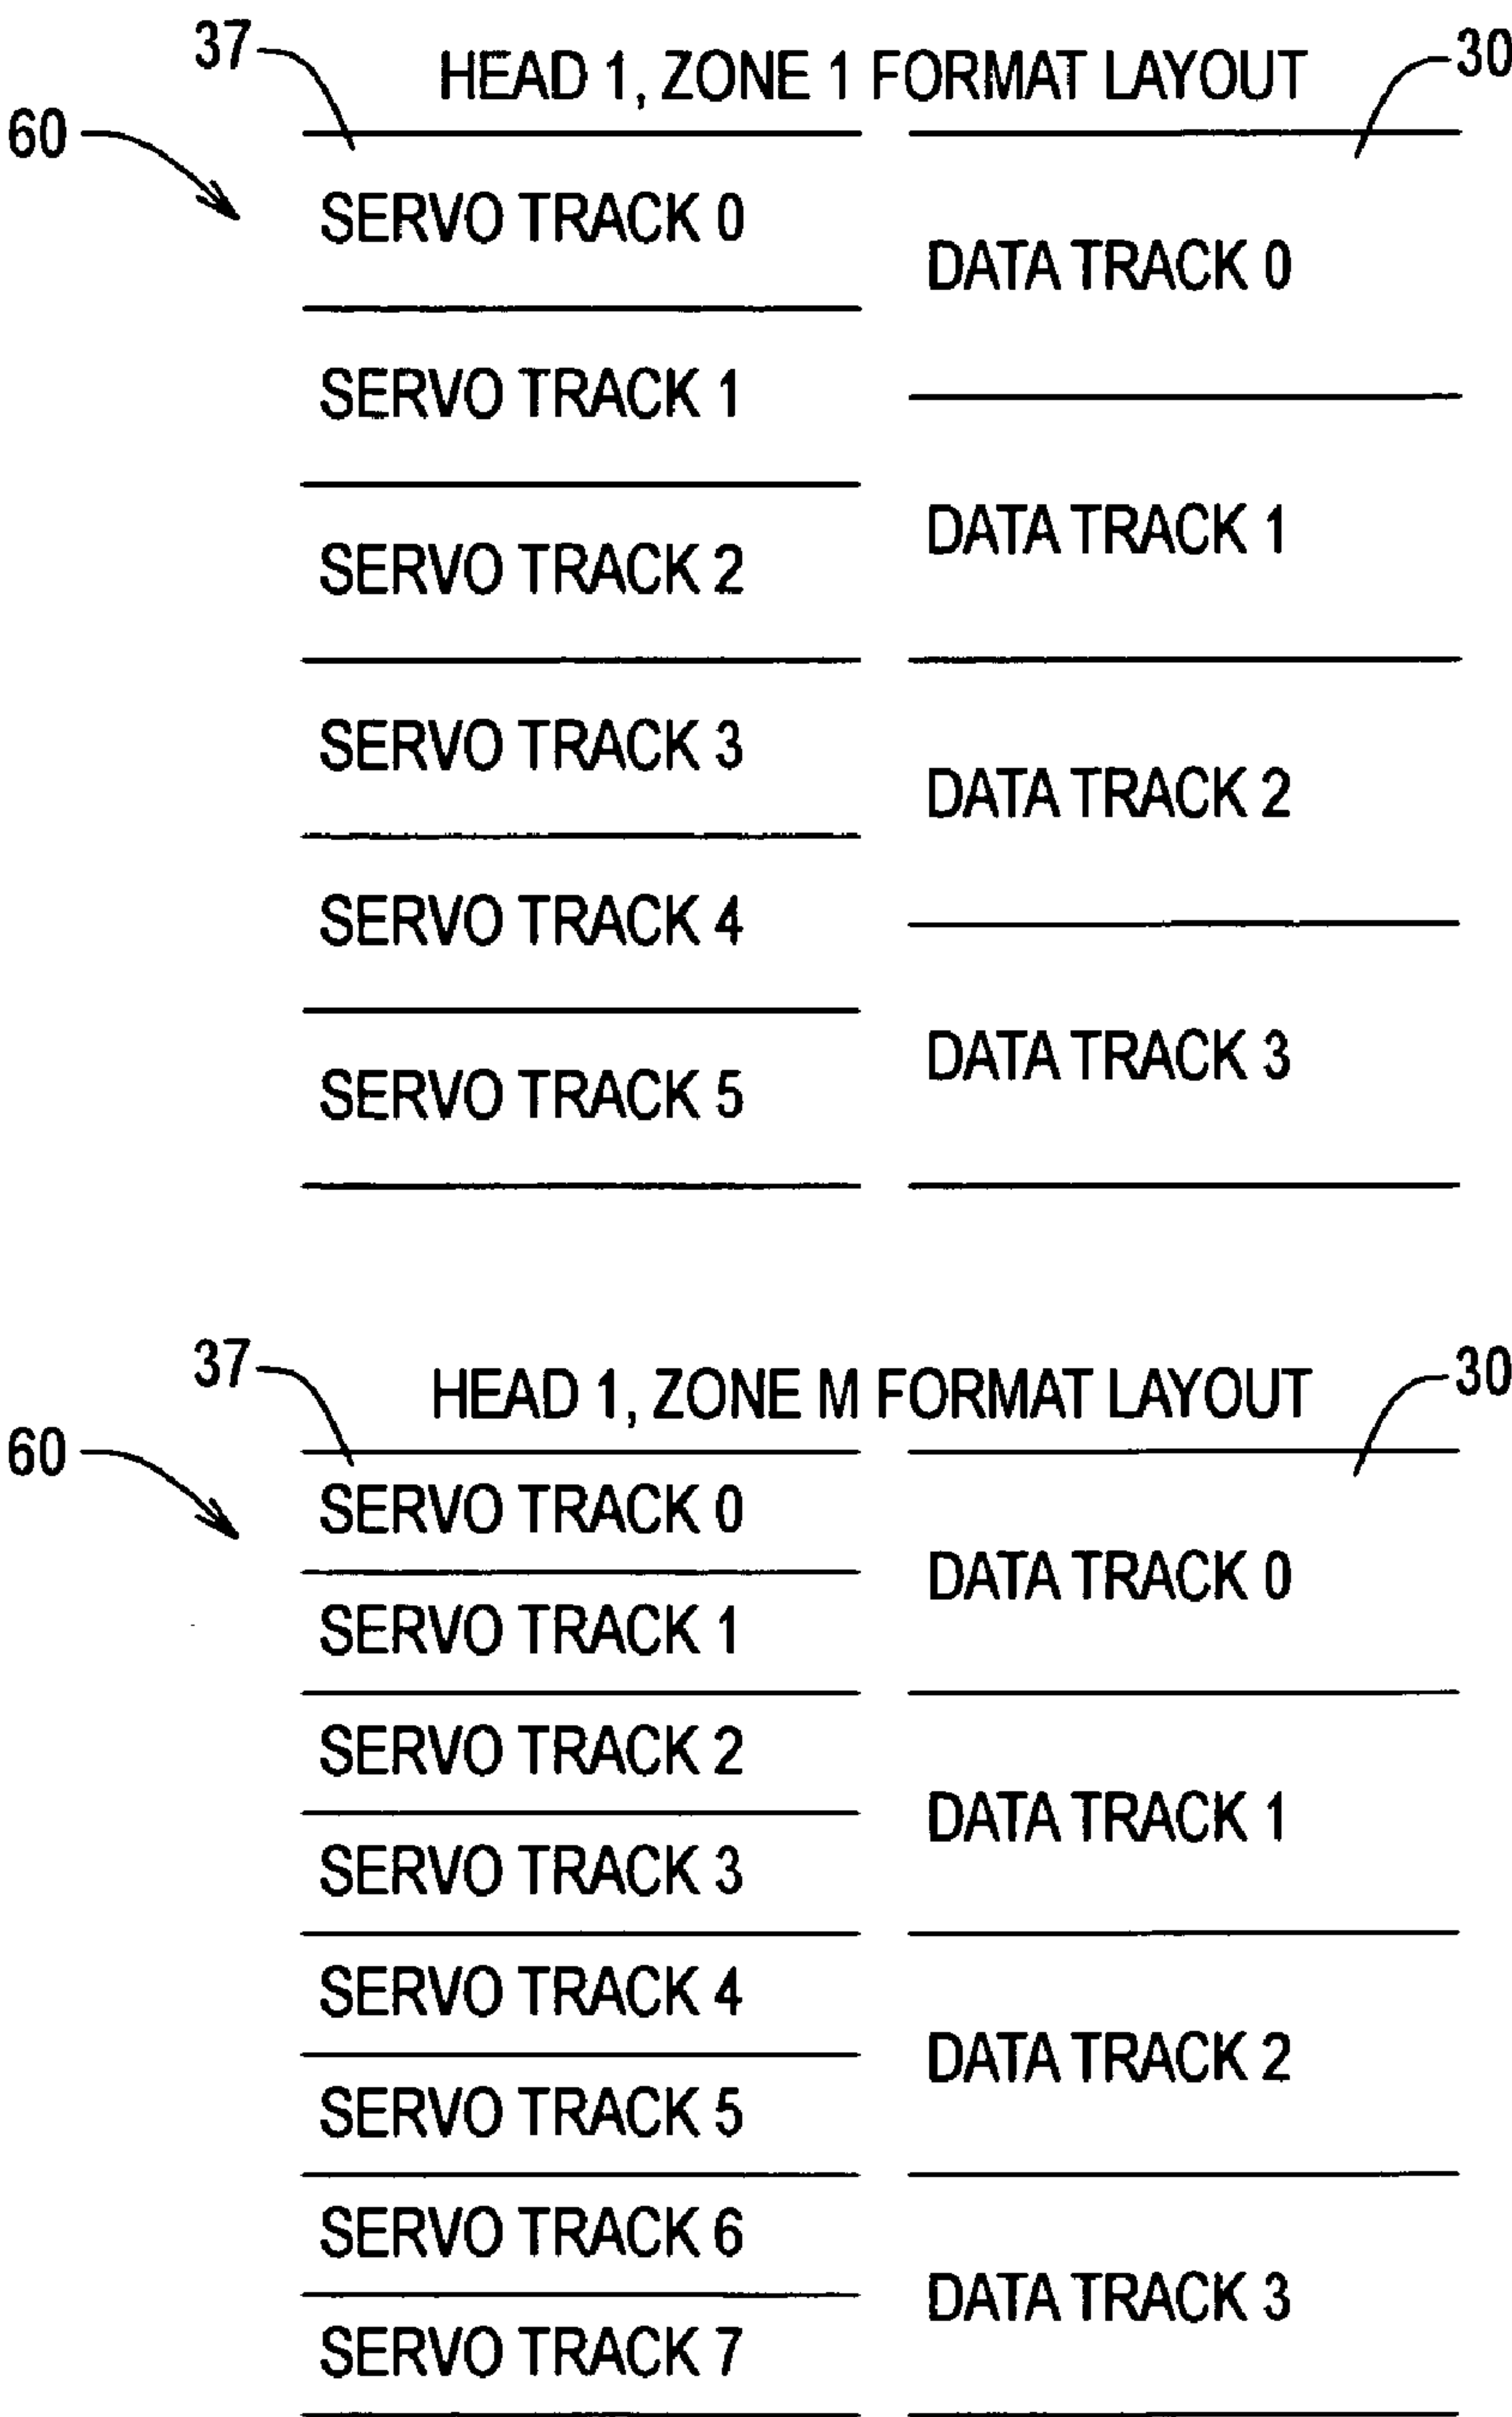 37
HEAD 1, ZONE 1 FORMAT LAYOUT
30
60
SERVO TRACK 0
DATA TRACK 0
SERVO TRACK 1
DATA TRACK 1
SERVO TRACK 2
SERVO TRACK 3
DATA TRACK 2
SERVO TRACK 4
DATA TRACK 3
SERVO TRACK 5
37
HEAD 1, ZONE M FORMAT LAYOUT
30
60
SERVO TRACK 0
DATA TRACK 0
SERVO TRACK 1
SERVO TRACK 2
DATA TRACK 1
SERVO TRACK 3
SERVO TRACK 4
DATA TRACK 2
SERVO TRACK 5
SERVO TRACK 6
DATA TRACK 3
SERVO TRACK 7